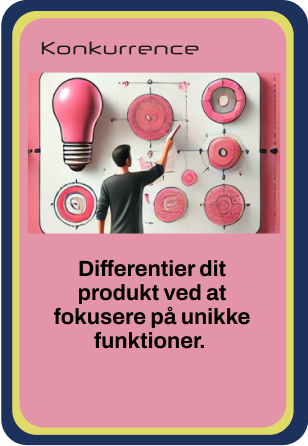 Konkurrence
Differentier dit
produkt ved at
fokusere på unikke
funktioner.